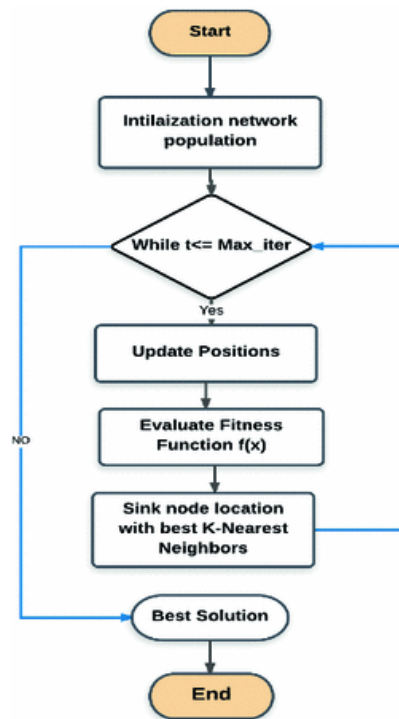 Start
Intilaization network
population
While t<= Max_iter
Yes
Update Positions
Evaluate Fitness
Function f(x)
NO
Sink node location
with best K-Nearest
Neighbors
Best Solution
End